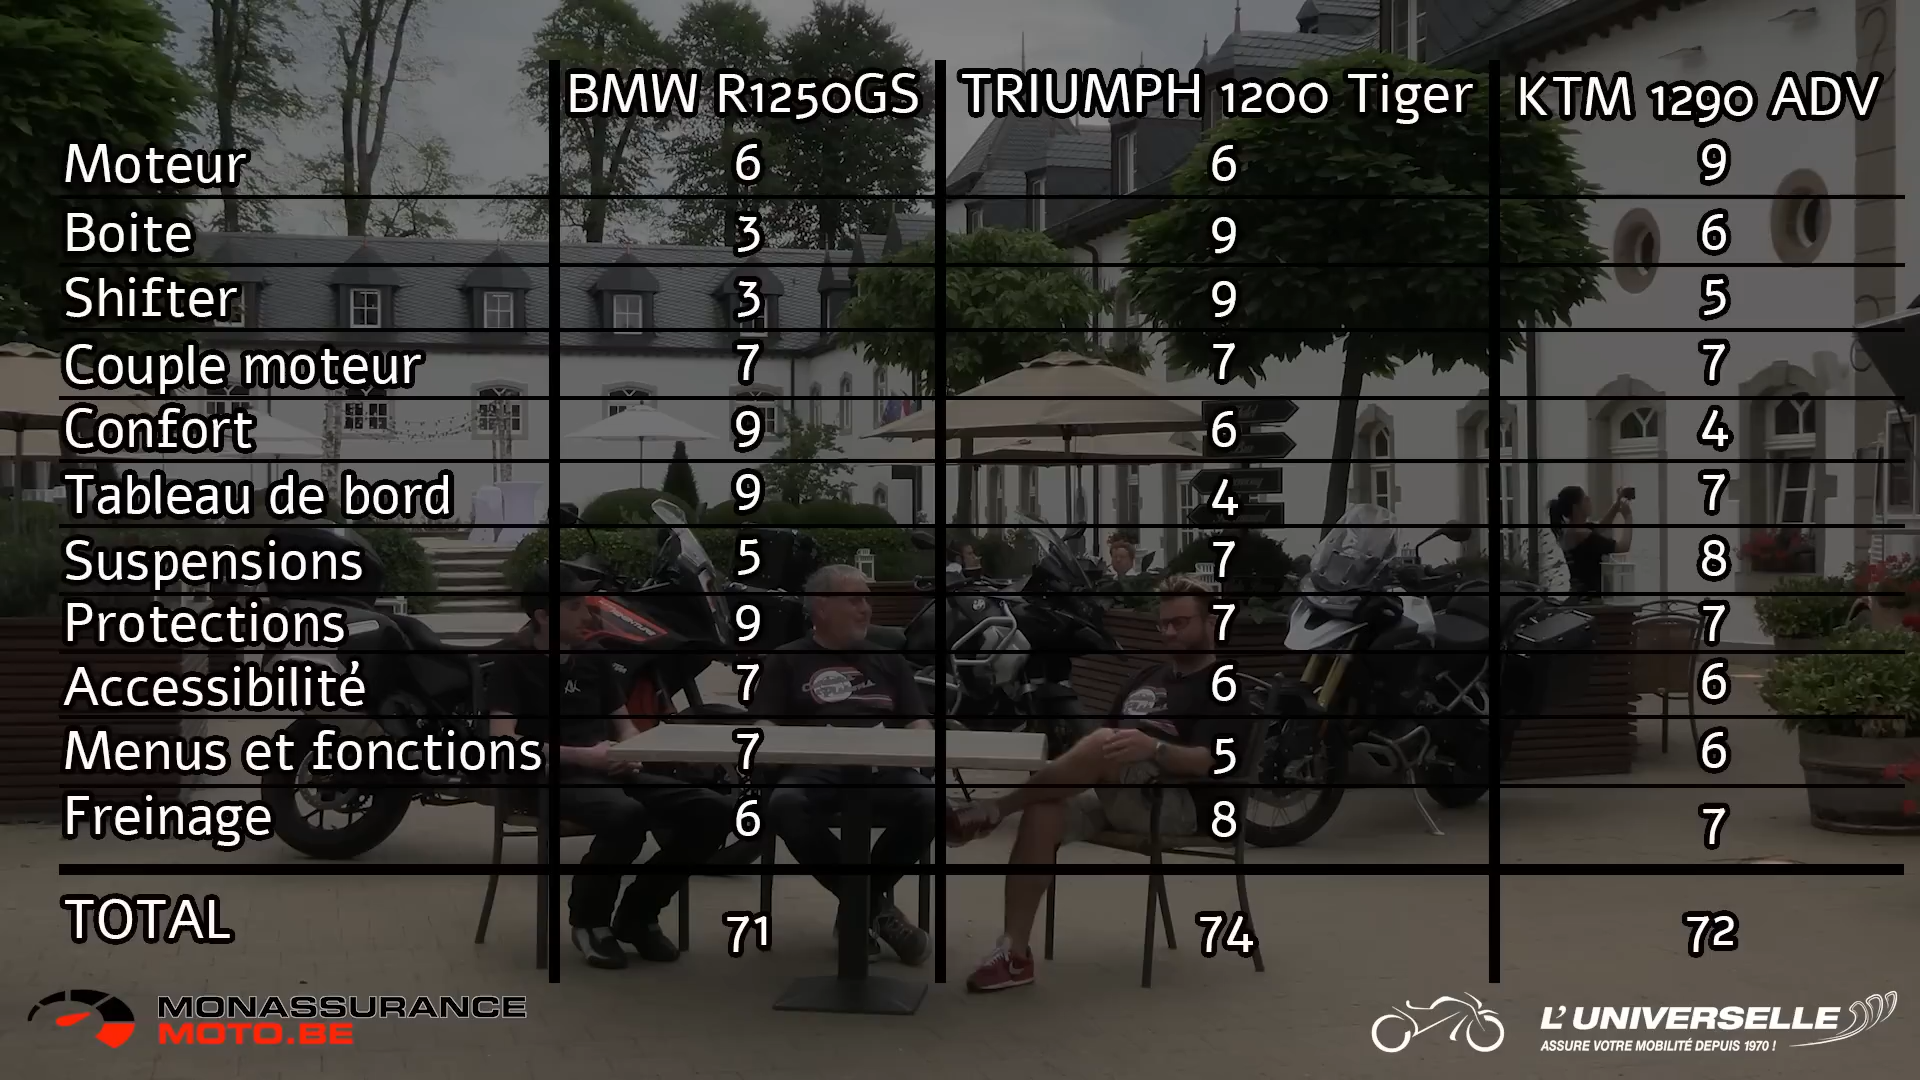 BMW R1250GS TRIUMPH 1200 Tiger KTM 1290 ADV
Moteur 6 6 9
Boite 3 9 6
Shifter 3 9 5
Couple moteur 7 7 7
Confort 9 6 4
Tableau de bord 9 4 7
Suspensions 5 7 8
Protections 9 7 7
Accessibilité 7 6 6
Menus et fonctions 7 5 6
Freinage 6 8 7
TOTAL 71 74 72
MONASSURANCE
MOTO.BE
L'UNIVERSELLE
ASSURE VOTRE MOBILITÉ DEPUIS 1970 !